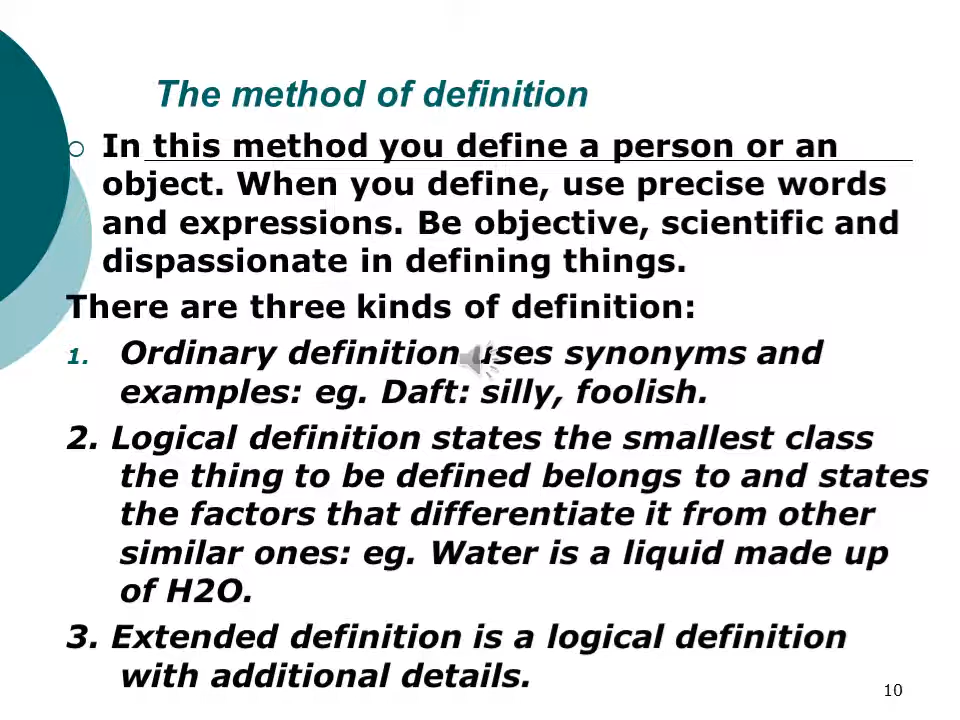 The method of definition
In this method you define a person or an
object. When you define, use precise words
and expressions. Be objective, scientific and
dispassionate in defining things.
There are three kinds of definition:
1. Ordinary definition uses synonyms and
examples: eg. Daft: silly, foolish.
2. Logical definition states the smallest class
the thing to be defined belongs to and states
the factors that differentiate it from other
similar ones: eg. Water is a liquid made up
of H2O.
3. Extended definition is a logical definition
with additional details.
10